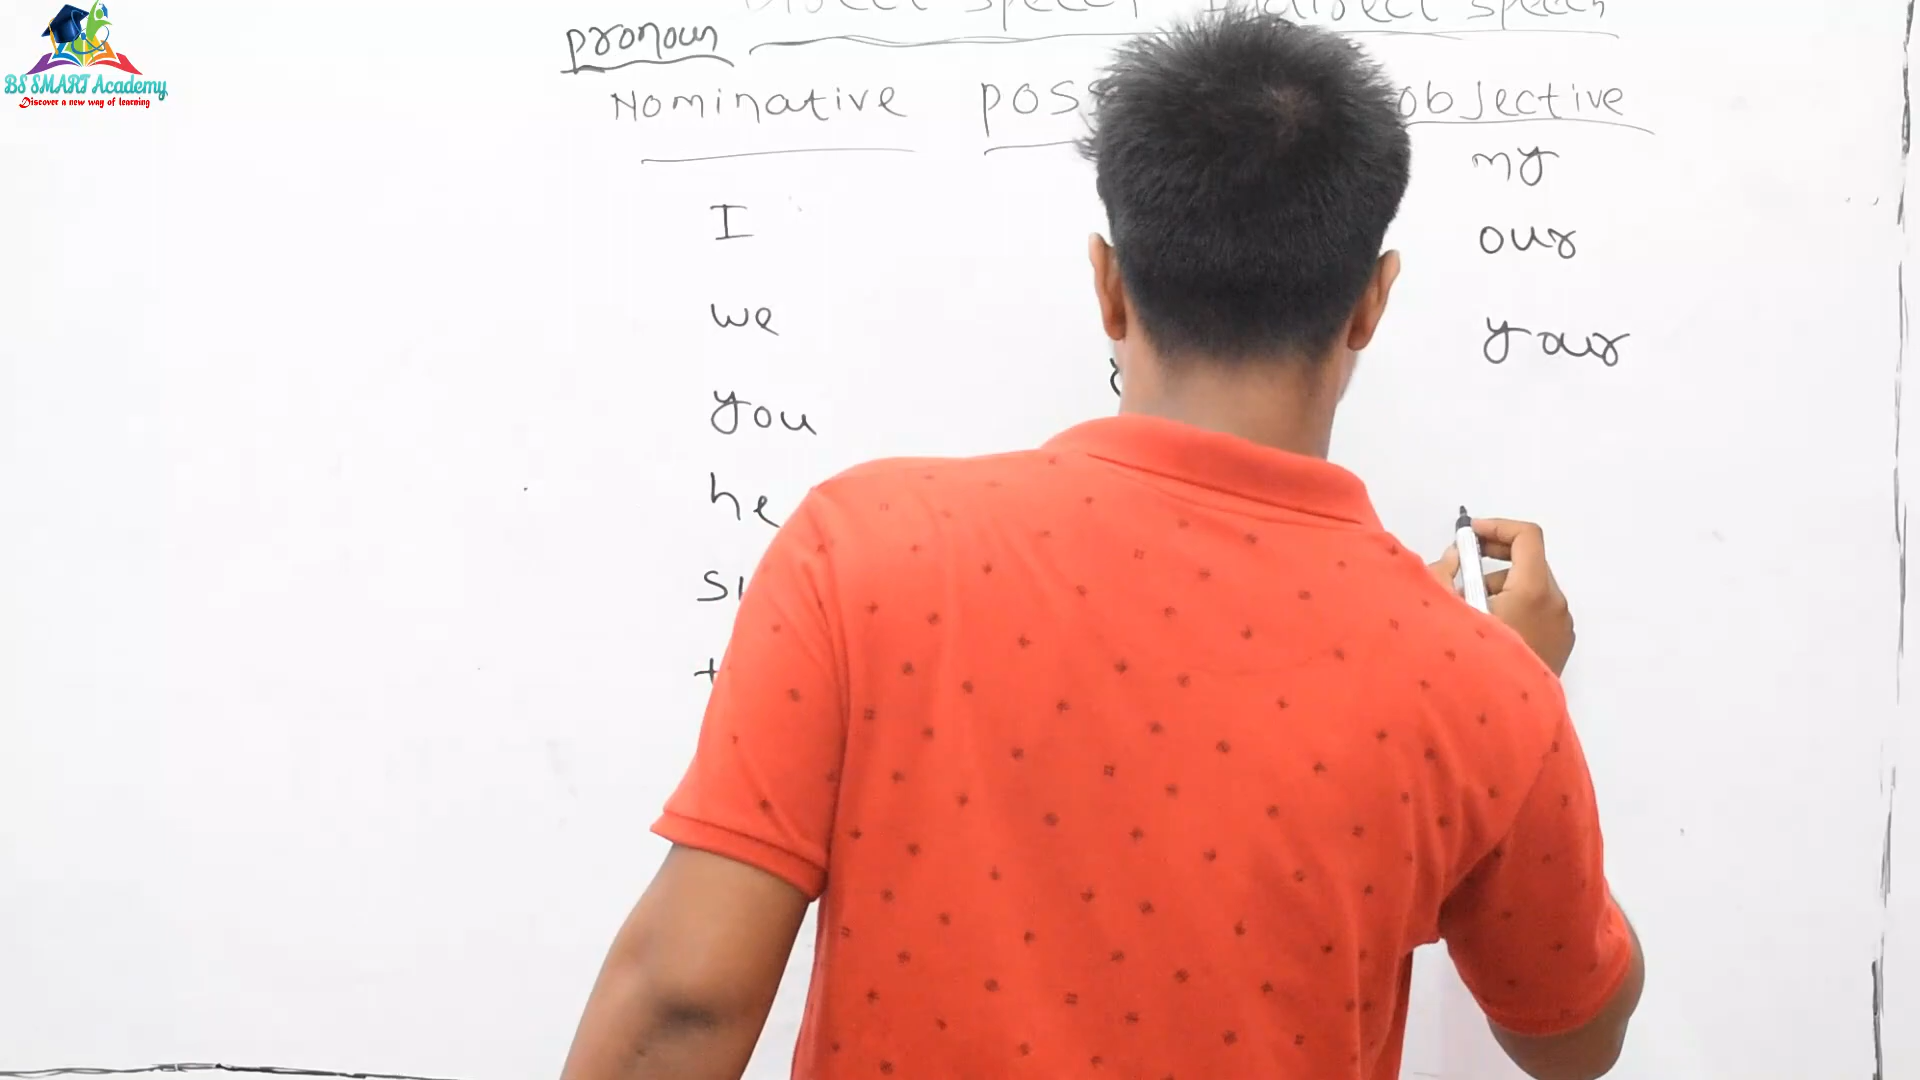 BS SMART Academy
Discover a new way of learning
Direct speech Indirect speech
pronoun
Nominative poss objective
my
I our
we your
you
he